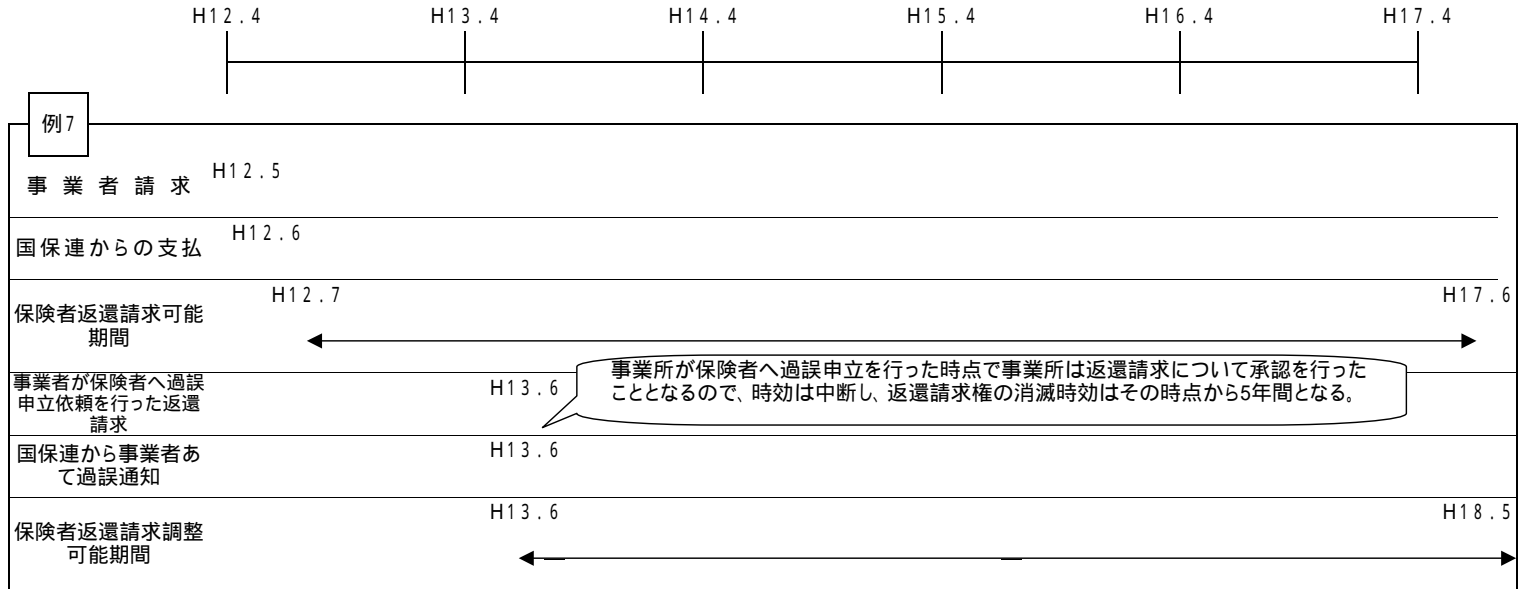 H12.4 H13.4 H14.4 H15.4 H16.4 H17.4
例7
事業者請求 H12.5
国保連からの支払 H12.6
保険者返還請求可能
期間
H12.7 H17.6
事業者が保険者へ過誤
申立依頼を行った返還
請求
H13.6
事業所が保険者へ過誤申立を行った時点で事業所は返還請求について承認を行った
こととなるので、時効は中断し、返還請求権の消滅時効はその時点から5年間となる。
国保連から事業者あ
て過誤通知
H13.6
保険者返還請求調整
可能期間
H13.6 H18.5